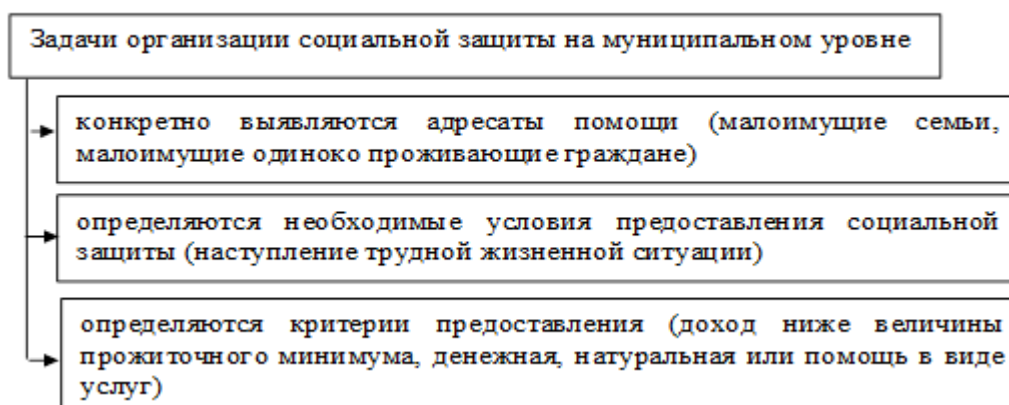 Задачи организации социальной защиты на муниципальном уровне
конкретно выявляются адресаты помощи (малоимущие семьи,
малоимущие одиноко проживающие граждане)
определяются необходимые условия предоставления социальной
защиты (наступление трудной жизненной ситуации)
определяются критерии предоставления (доход ниже величины
прожиточного минимума, денежная, натуральная или помощь в виде
услуг)